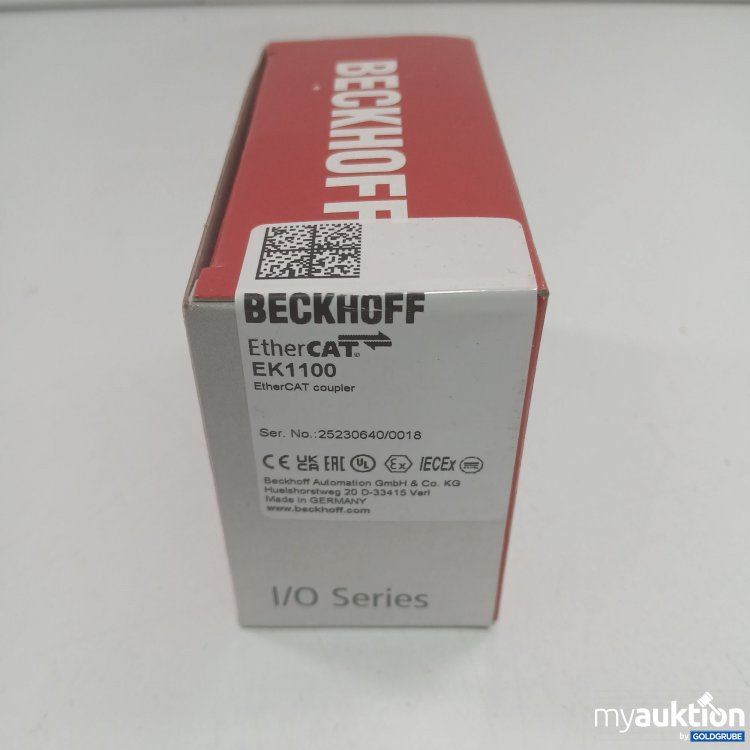 BECKHOFF
BECKHOFF
EtherCAT
EK1100
EtherCAT coupler
Ser. No.:25230640/0018
CE UK CA EAC UL Ex IECEx
Beckhoff Automation GmbH & Co. KG
Huelshorstweg 20 D-33415 Verl
Made in GERMANY
www.beckhoff.com
I/O Series
myauktion
by GOLDGRUBE